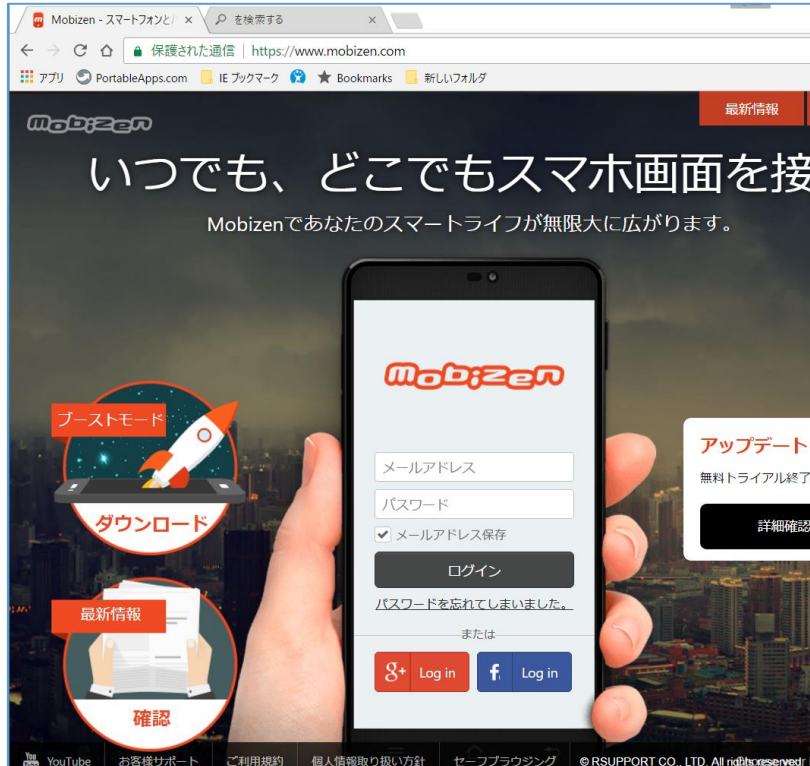 Mobizen - スマートフォンと
を検索する
保護された通信 | https://www.mobizen.com
アプリ PortableApps.com IE ブックマーク Bookmarks 新しいフォルダ
mobizen
最新情報
いつでも、どこでもスマホ画面を接
Mobizenであなたのスマートライフが無限大に広がります。
mobizen
ブーストモード
ダウンロード
メールアドレス
パスワード
メールアドレス保存
ログイン
パスワードを忘れてしまいました。
または
g+ Log in
f Log in
アップデート
無料トライアル終了
詳細確認
最新情報
確認
You YouTube お客様サポート ご利用規約 個人情報取り扱い方針 セーフブラウジング © RSUPPORT CO., LTD. All rights reserved